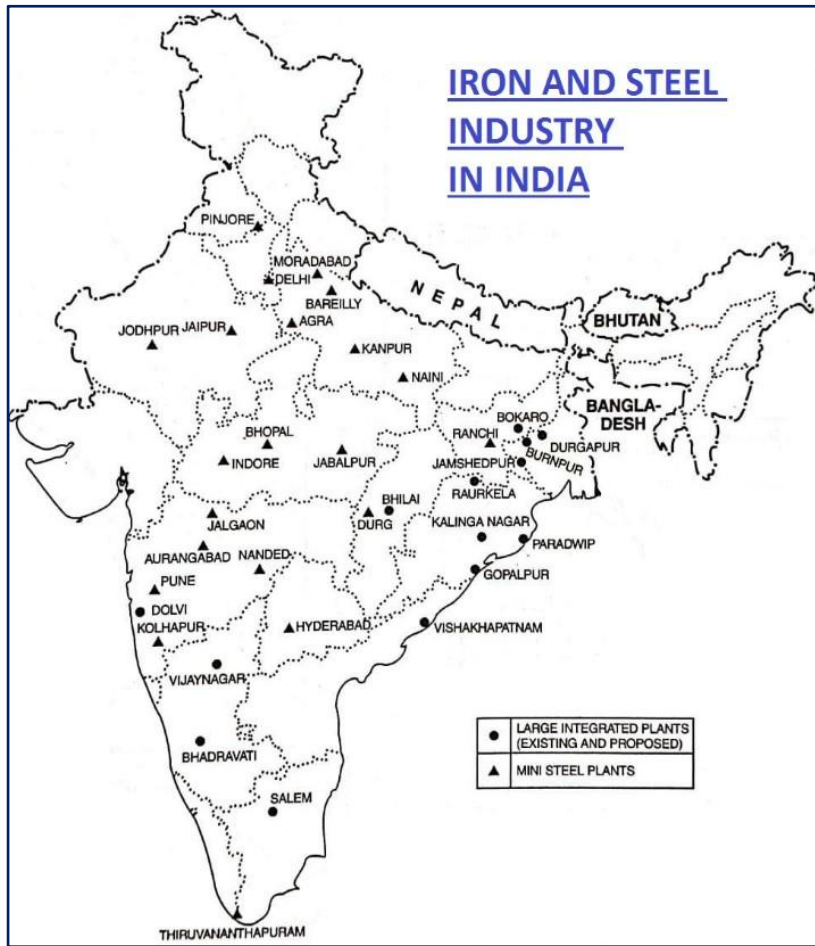 IRON AND STEEL
INDUSTRY
IN INDIA
PINJORE
MORADABAD
DELHI
BAREILLY
NEPAL
BHUTAN
JODHPUR
JAIPUR
AGRA
KANPUR
NAINI
BANGLA-
DESH
BOKARO
BHOPAL
RANCHI
DURGAPUR
BURNPUR
INDORE
JABALPUR
JAMSHEDPUR
RAURKELA
BHILAI
JALGAON
DURG
KALINGA NAGAR
PARADWIP
AURANGABAD
NANDED
GOPALPUR
PUNE
DOLVI
KOLHAPUR
HYDERABAD
VISHAKHAPATNAM
VIJAYNAGAR
LARGE INTEGRATED PLANTS
(EXISTING AND PROPOSED)
MINI STEEL PLANTS
BHADRAVATI
SALEM
THIRUVANANTHAPURAM